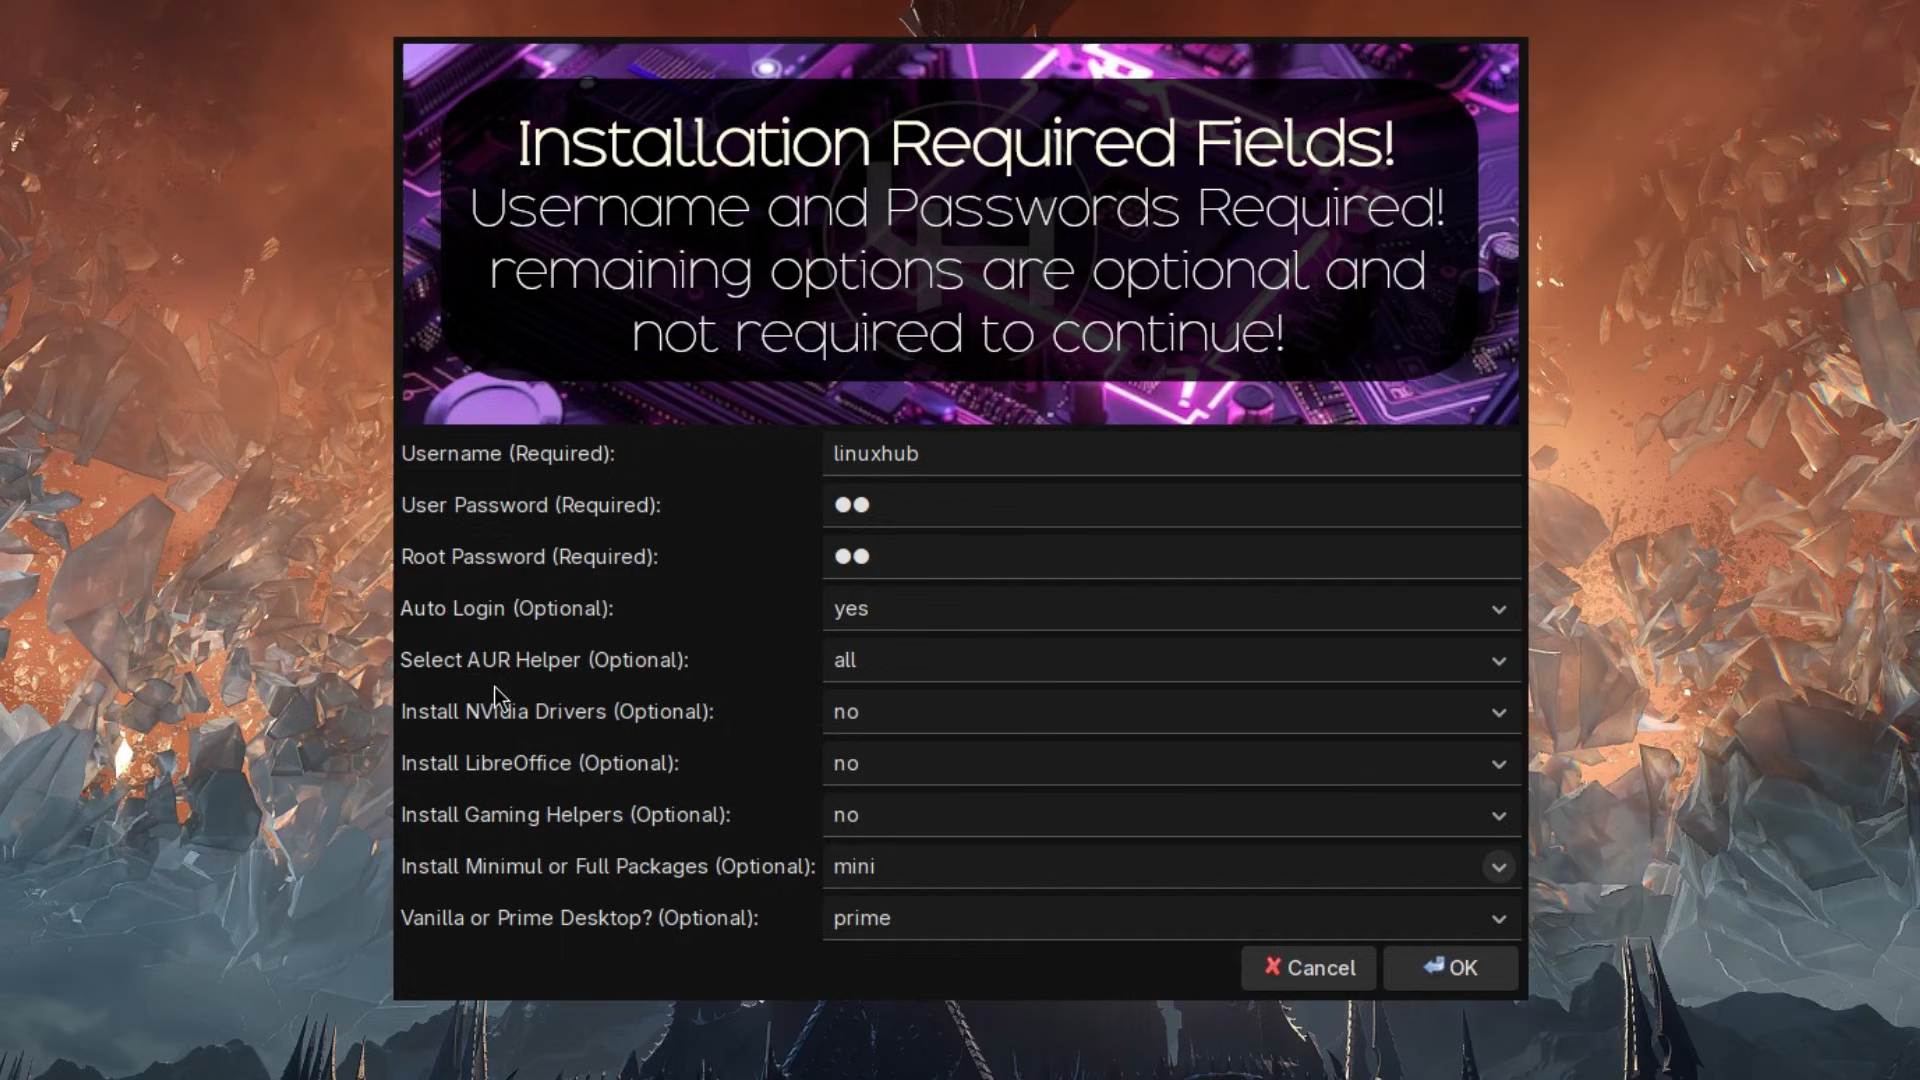 Installation Required Fields!
Username and Passwords Required!
remaining options are optional and
not required to continue!
Username (Required): linuxhub
User Password (Required): ●●
Root Password (Required): ●●
Auto Login (Optional): yes
Select AUR Helper (Optional): all
Install NVidia Drivers (Optional): no
Install LibreOffice (Optional): no
Install Gaming Helpers (Optional): no
Install Minimul or Full Packages (Optional): mini
Vanilla or Prime Desktop? (Optional): prime
Cancel OK